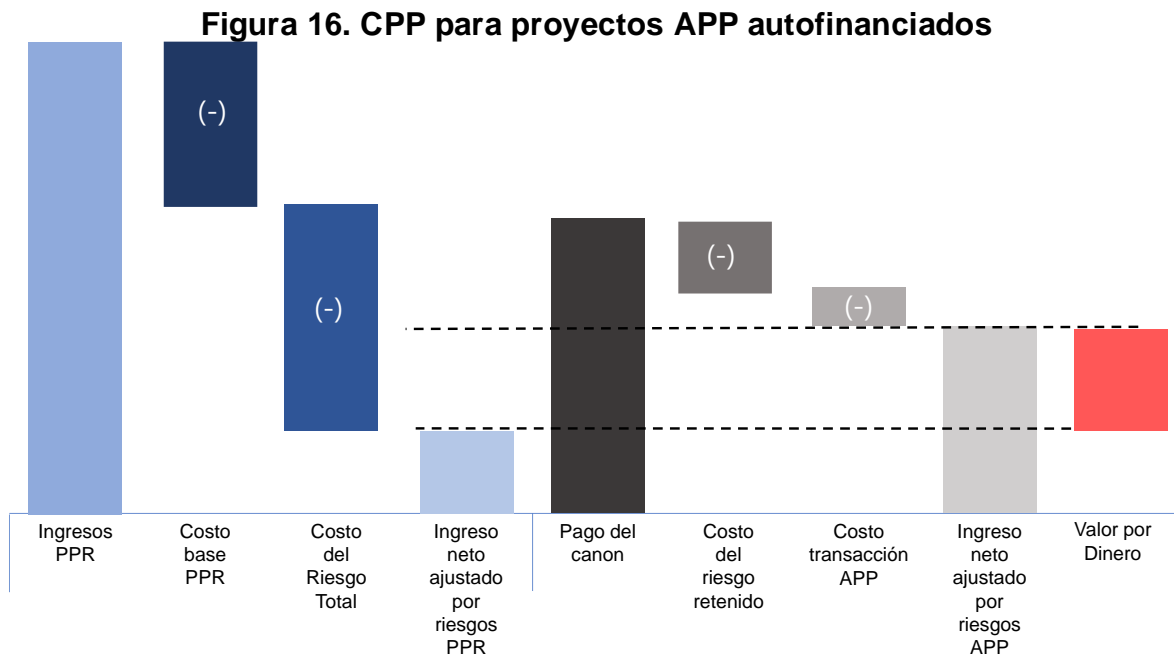 Figura 16. CPP para proyectos APP autofinanciados
(-)
(-)
(-)
(-)
Ingresos
PPR
Costo
base
PPR
Costo
del
Riesgo
Total
Ingreso
neto
ajustado
por
riesgos
PPR
Pago del
canon
Costo
del
riesgo
retenido
Costo
transacción
APP
Ingreso
neto
ajustado
por
riesgos
APP
Valor por
Dinero